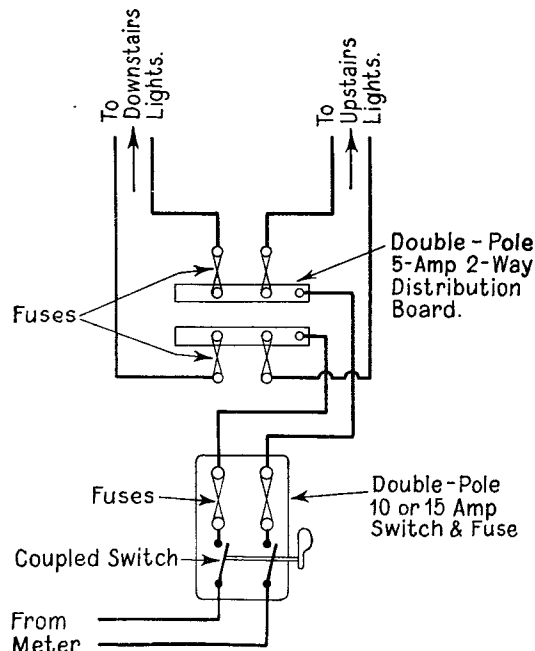 To
Downstairs
Lights.
To
Upstairs
Lights.
Double-Pole
5-Amp 2-Way
Distribution
Board.
Fuses
Fuses
Double-Pole
10 or 15 Amp
Switch & Fuse
Coupled Switch
From
Meter